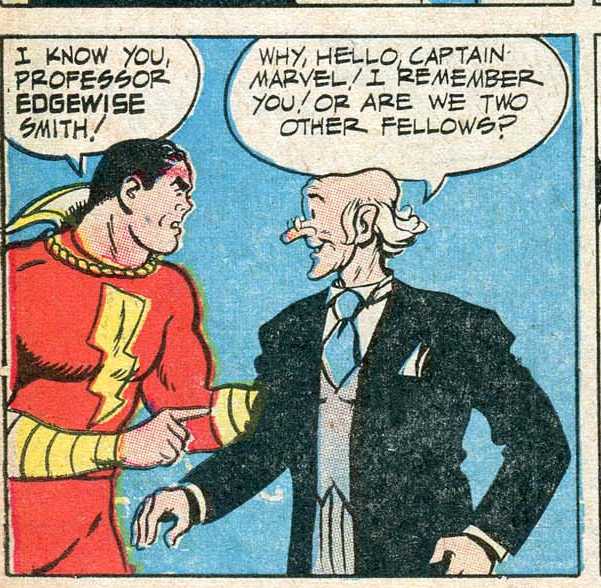 I KNOW YOU,
PROFESSOR
EDGEWISE
SMITH!
WHY, HELLO, CAPTAIN
MARVEL! I REMEMBER
YOU! OR ARE WE TWO
OTHER FELLOWS?